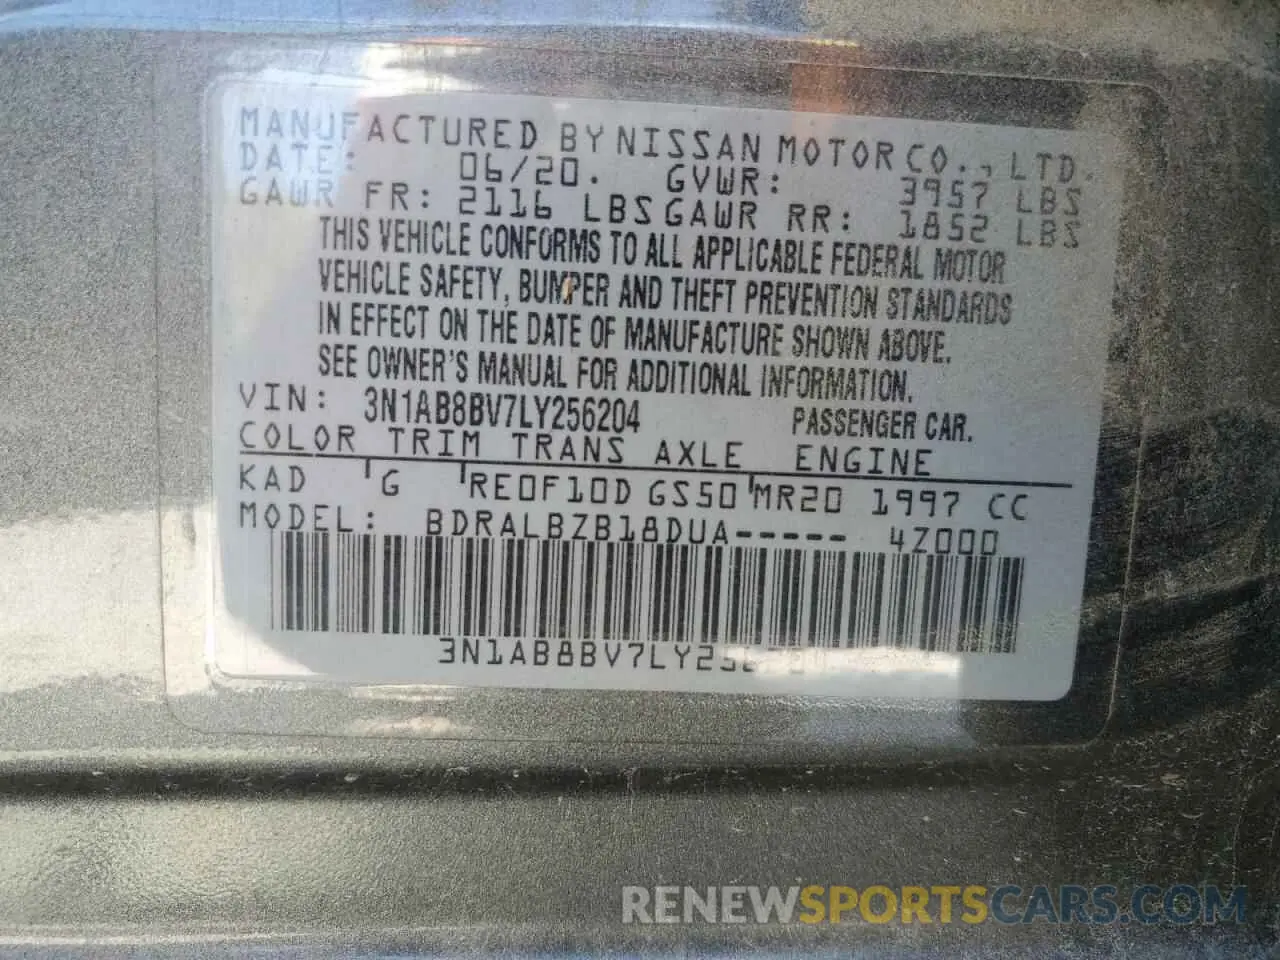 MANUFACTURED BY NISSAN MOTOR CO., LTD.
DATE: 06/20. GVWR: 3957 LBS
GAWR FR: 2116 LBS GAWR RR: 1852 LBS
THIS VEHICLE CONFORMS TO ALL APPLICABLE FEDERAL MOTOR
VEHICLE SAFETY, BUMPER AND THEFT PREVENTION STANDARDS
IN EFFECT ON THE DATE OF MANUFACTURE SHOWN ABOVE.
SEE OWNER'S MANUAL FOR ADDITIONAL INFORMATION.
VIN: 3N1AB8BV7LY256204 PASSENGER CAR.
COLOR TRIM TRANS AXLE ENGINE
KAD G RE0F10D GS50 MR20 1997 CC
MODEL: BDRALBZB18DUA----- 4Z000
RENEWSPORTSCARS.COM